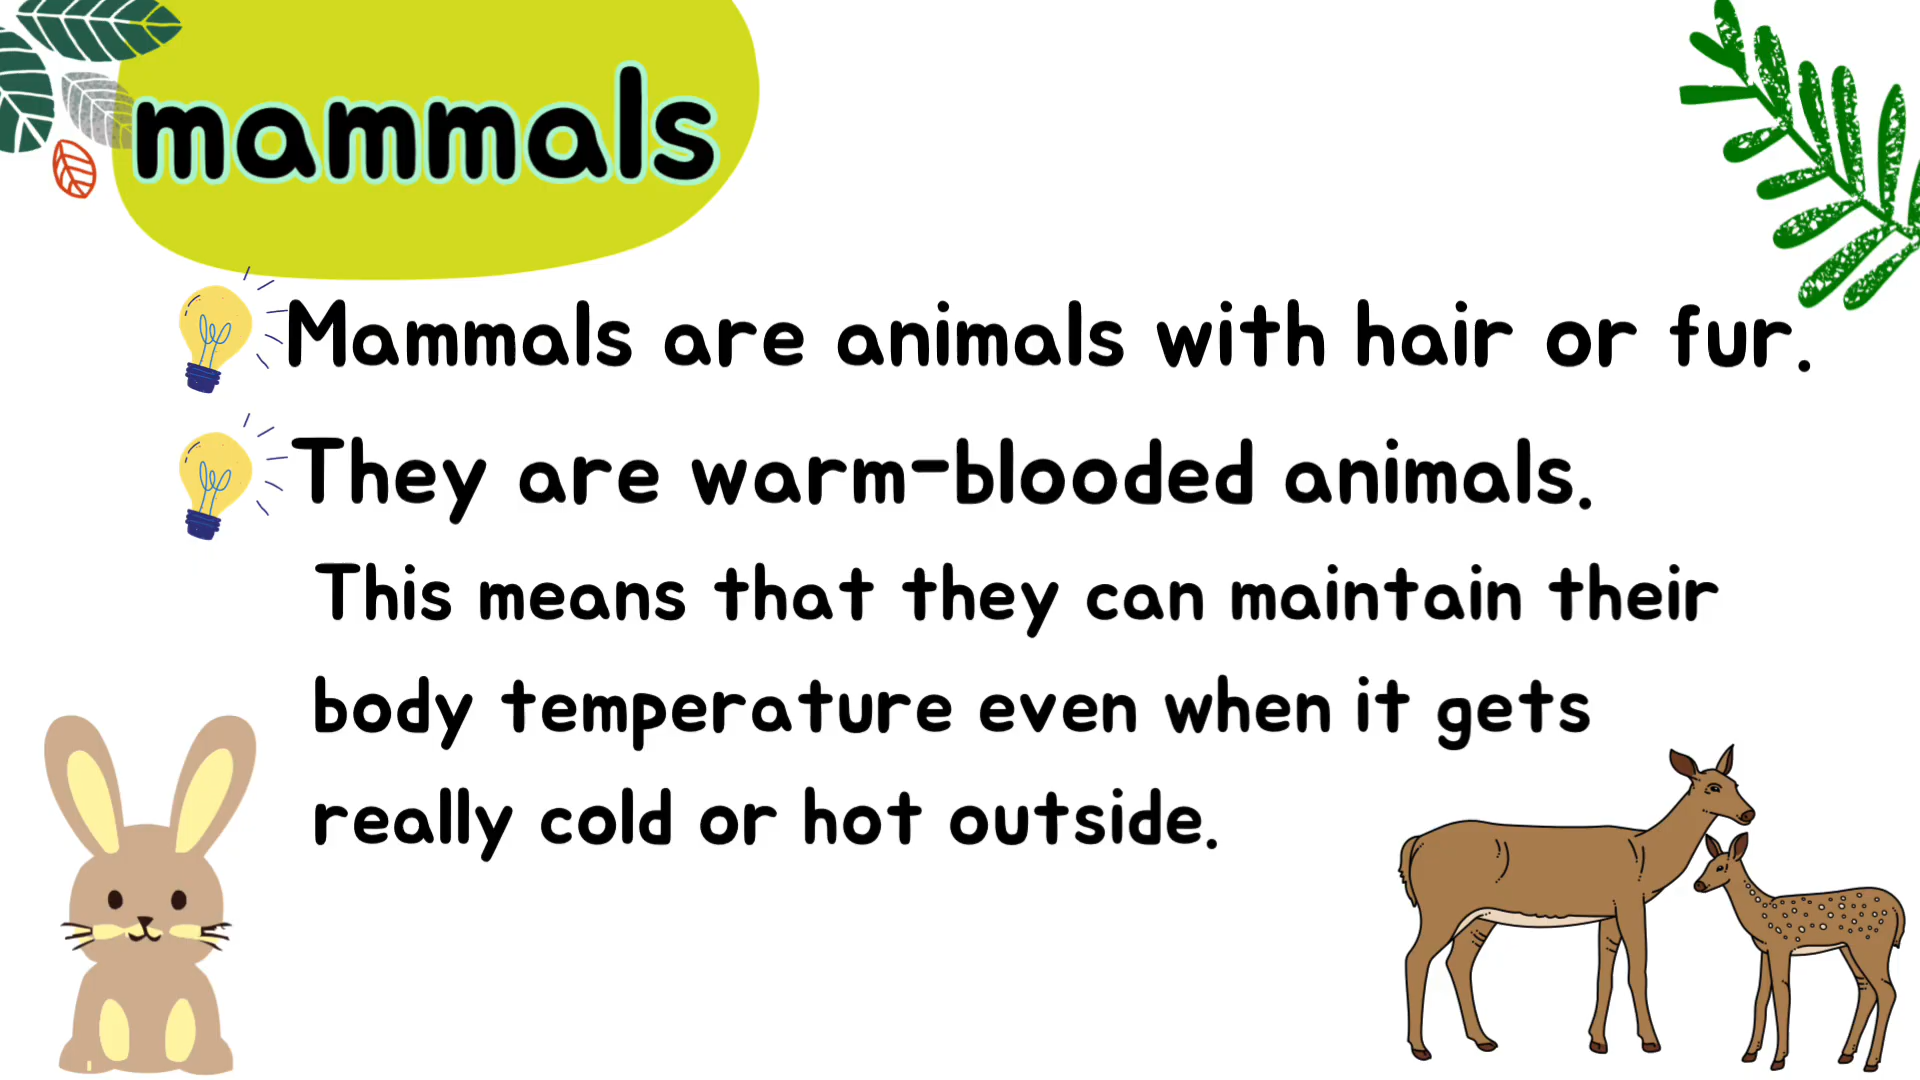 mammals
Mammals are animals with hair or fur.
They are warm-blooded animals.
This means that they can maintain their
body temperature even when it gets
really cold or hot outside.